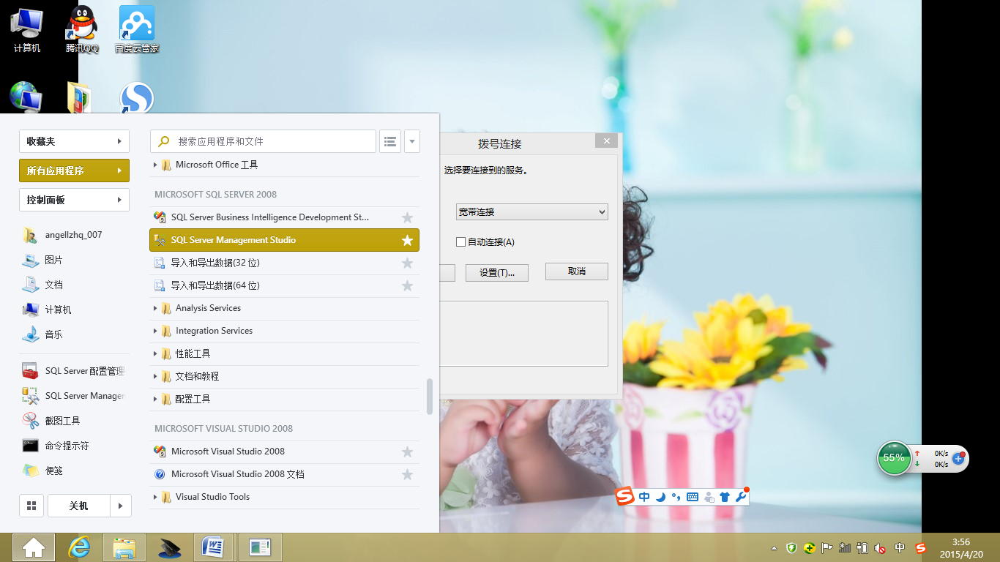 计算机
腾讯QQ
百度云管家
收藏夹
所有应用程序
控制面板
angellzhq_007
图片
文档
计算机
音乐
SQL Server 配置管理
SQL Server Manager
截图工具
命令提示符
便笺
关机
搜索应用程序和文件
Microsoft Office 工具
MICROSOFT SQL SERVER 2008
SQL Server Business Intelligence Development St...
SQL Server Management Studio
导入和导出数据(32 位)
导入和导出数据(64 位)
Analysis Services
Integration Services
性能工具
文档和教程
配置工具
MICROSOFT VISUAL STUDIO 2008
Microsoft Visual Studio 2008
Microsoft Visual Studio 2008 文档
Visual Studio Tools
拨号连接
选择要连接到的服务。
宽带连接
自动连接(A)
设置(T)...
取消
55%
0K/s
0K/s
中
中
3:56
2015/4/20